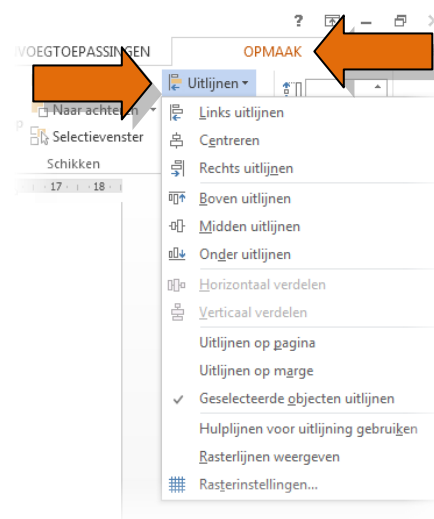 ?
VOEGTOEPASSINGEN OPMAAK
Uitlijnen
Naar achteren
Selectievenster
Schikken
17 18
Links uitlijnen
Centreren
Rechts uitlijnen
Boven uitlijnen
Midden uitlijnen
Onder uitlijnen
Horizontaal verdelen
Verticaal verdelen
Uitlijnen op pagina
Uitlijnen op marge
Geselecteerde objecten uitlijnen
Hulplijnen voor uitlijning gebruiken
Rasterlijnen weergeven
Rasterinstellingen...